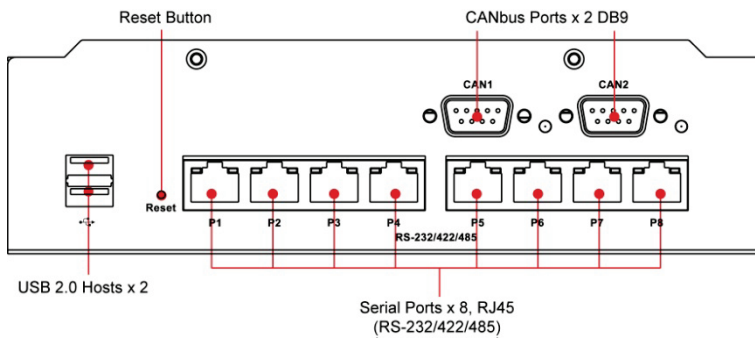 Reset Button
CANbus Ports x 2 DB9
CAN1
CAN2
Reset
P1
P2
P3
P4
P5
P6
P7
P8
RS-232/422/485
USB 2.0 Hosts x 2
Serial Ports x 8, RJ45
(RS-232/422/485)